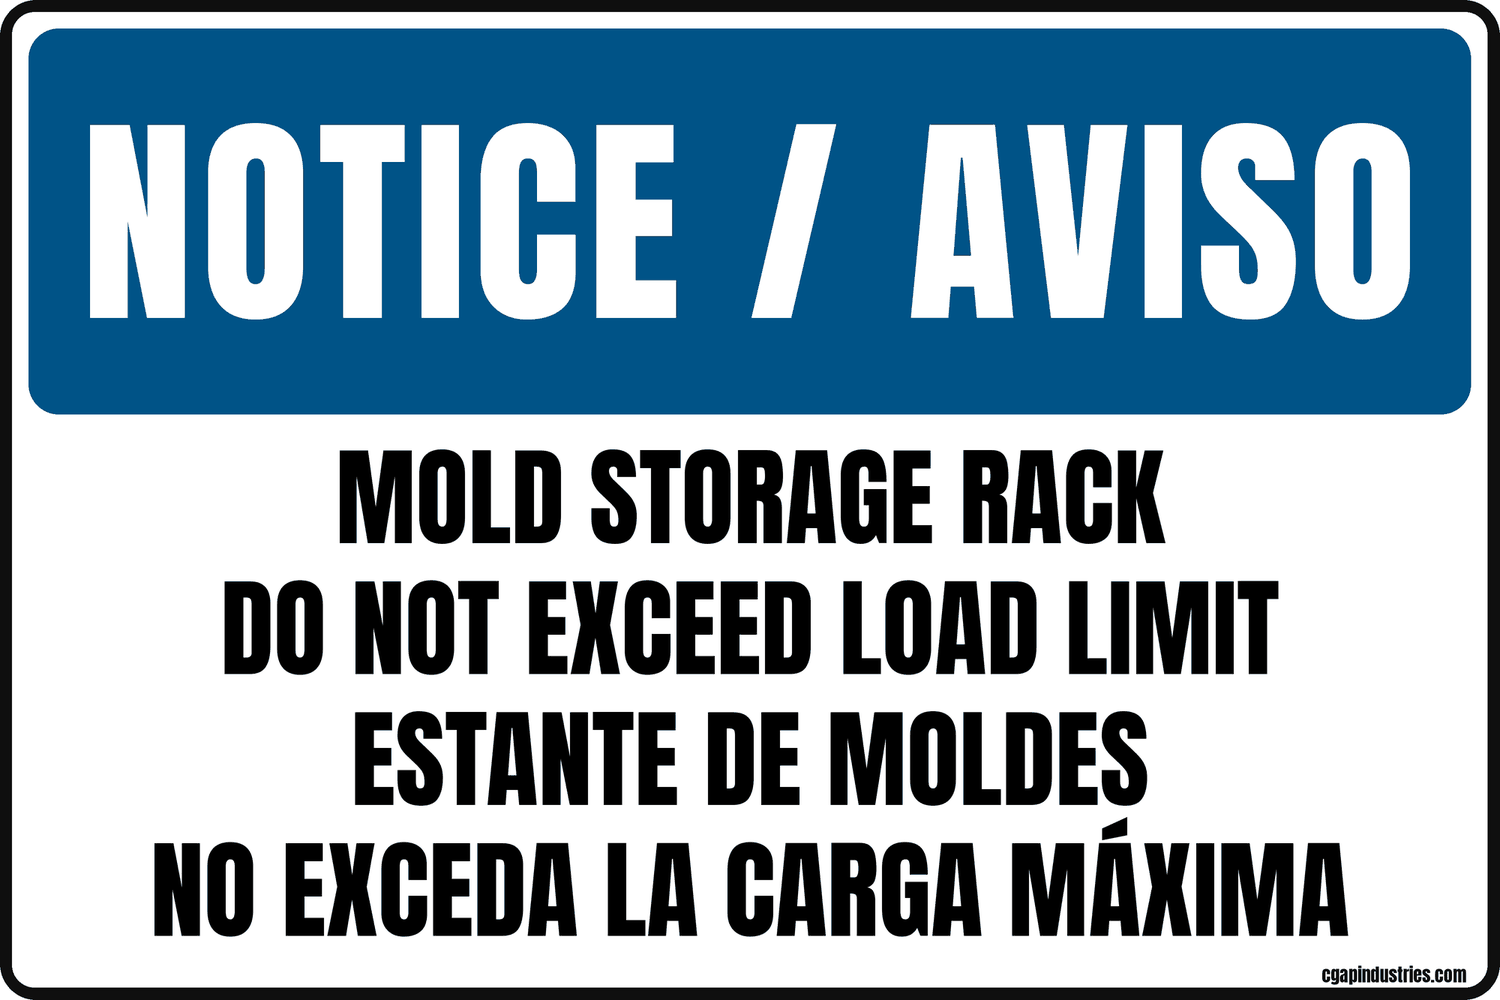 NOTICE / AVISO
MOLD STORAGE RACK
DO NOT EXCEED LOAD LIMIT
ESTANTE DE MOLDES
NO EXCEDA LA CARGA MÁXIMA
cgapindustries.com